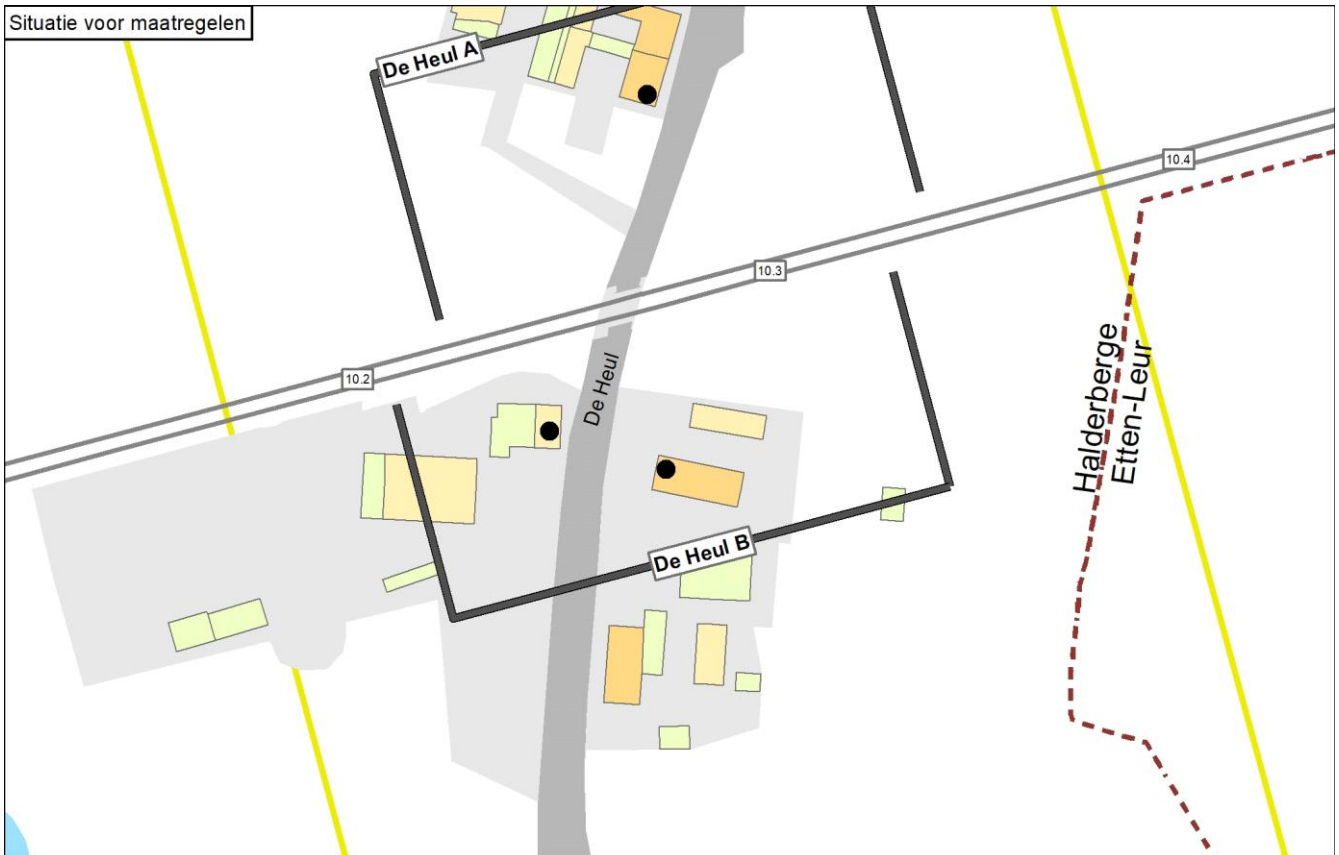 Situatie voor maatregelen
De Heul A
10.4
10.3
10.2
De Heul
Halderberge
Etten-Leur
De Heul B